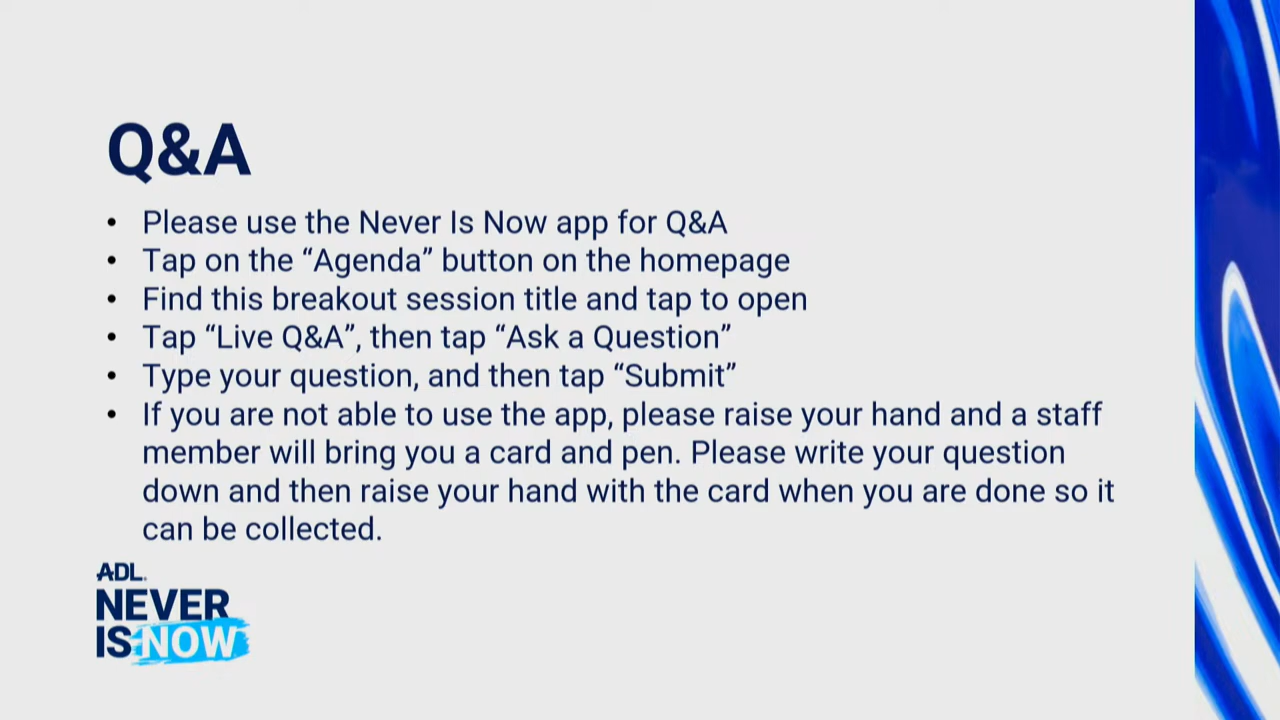 Q&A
• Please use the Never Is Now app for Q&A
• Tap on the “Agenda” button on the homepage
• Find this breakout session title and tap to open
• Tap “Live Q&A”, then tap “Ask a Question”
• Type your question, and then tap “Submit”
• If you are not able to use the app, please raise your hand and a staff
member will bring you a card and pen. Please write your question
down and then raise your hand with the card when you are done so it
can be collected.
ADL
NEVER
IS NOW